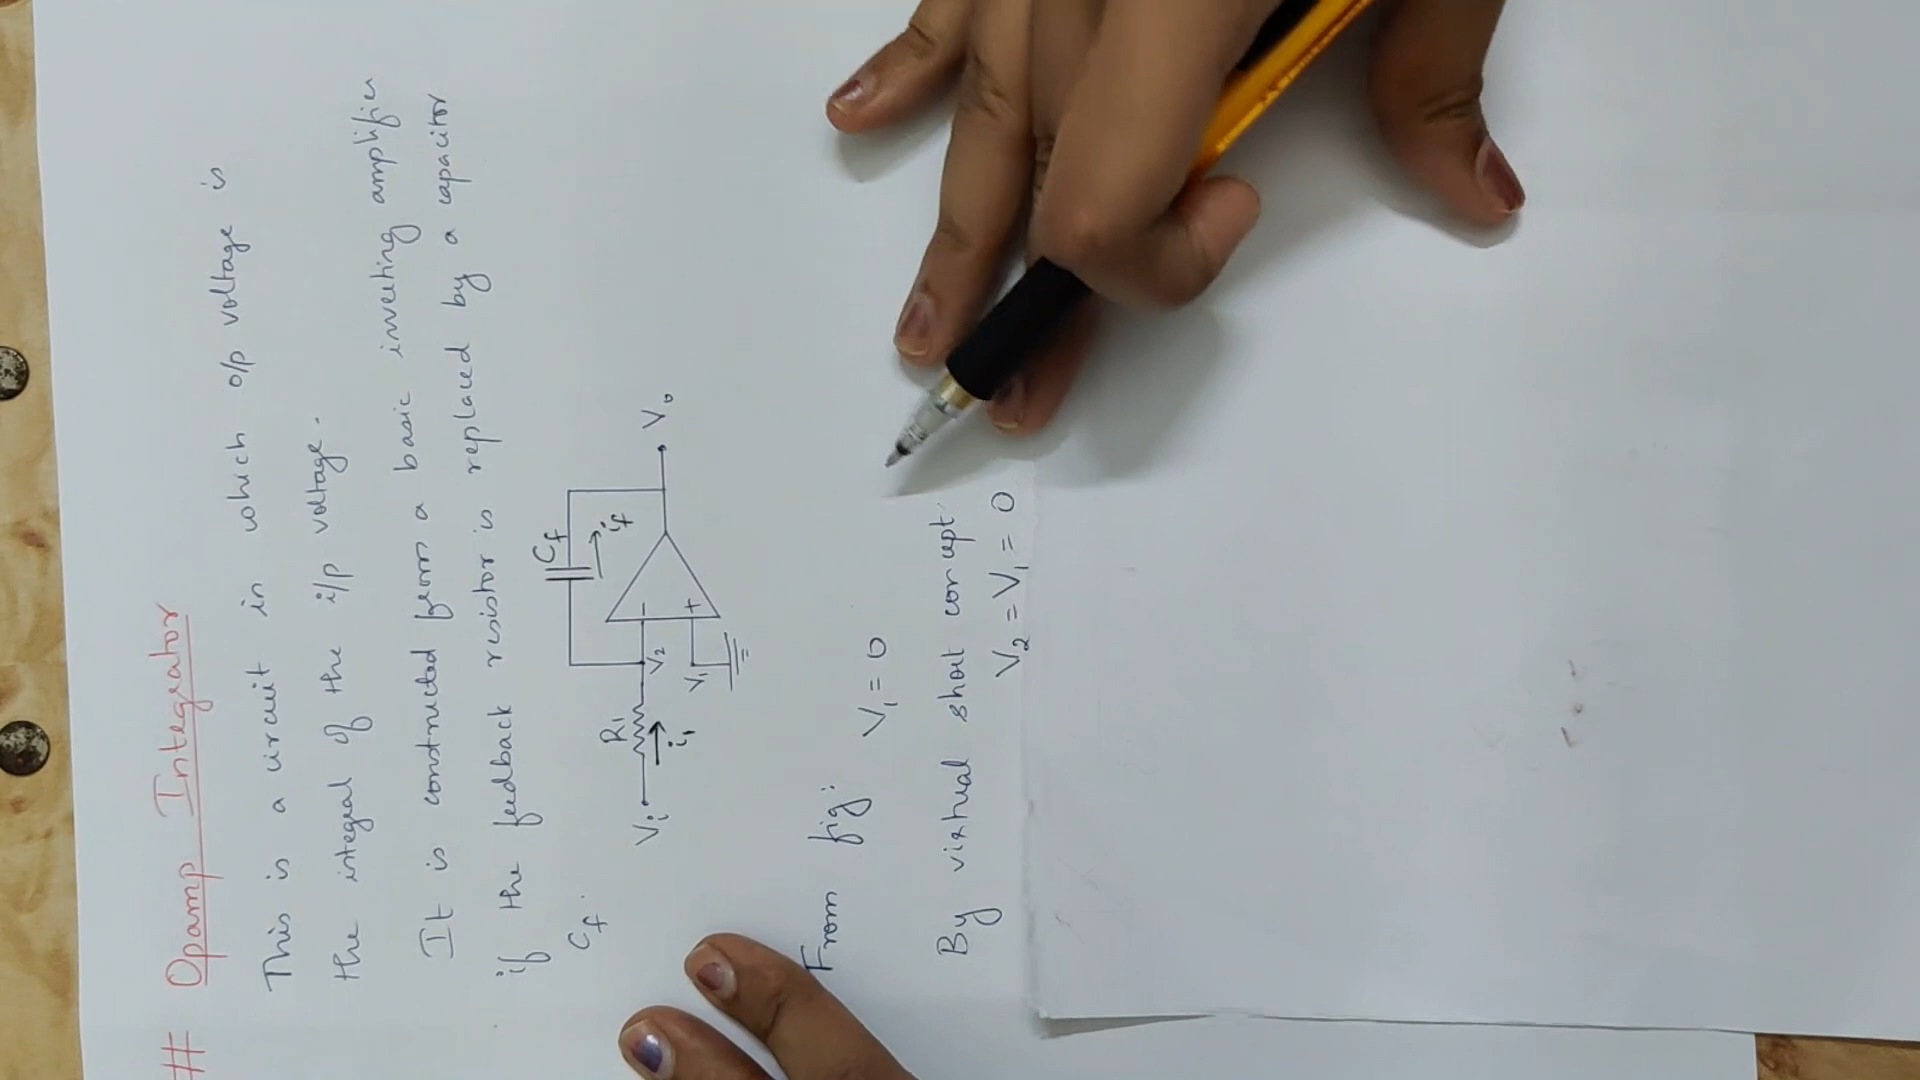 # Opamp Integrator
This is a circuit in which o/p voltage is
the integral of the i/p voltage.
It is constructed from a basic inverting amplifier
if the feedback resistor is replaced by a capacitor
Cf.
Cf
if
R1
i1
Vi
V2
V1
−
+
Vo
From fig:
V1 = 0
By virtual short concept
V2 = V1 = 0